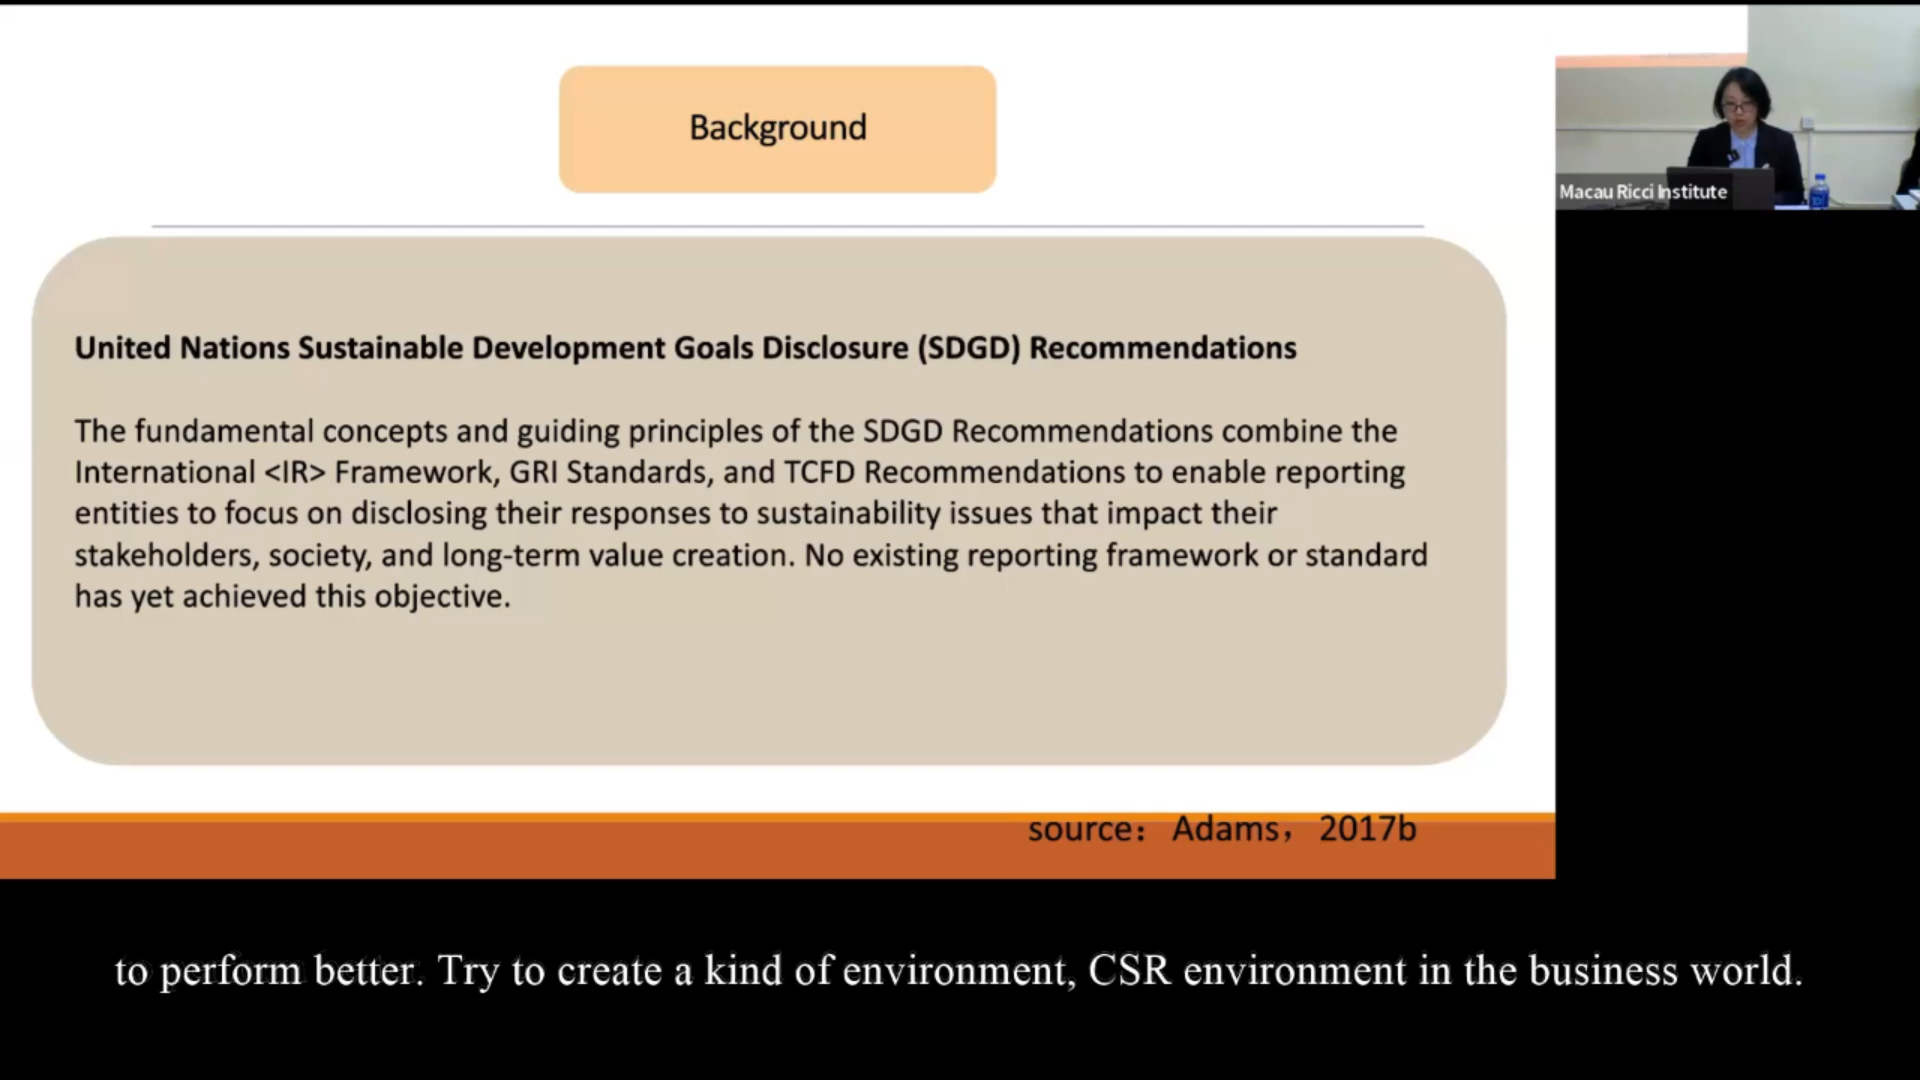 Background
Macau Ricci Institute
United Nations Sustainable Development Goals Disclosure (SDGD) Recommendations
The fundamental concepts and guiding principles of the SDGD Recommendations combine the
International <IR> Framework, GRI Standards, and TCFD Recommendations to enable reporting
entities to focus on disclosing their responses to sustainability issues that impact their
stakeholders, society, and long-term value creation. No existing reporting framework or standard
has yet achieved this objective.
source： Adams，2017b
to perform better. Try to create a kind of environment, CSR environment in the business world.